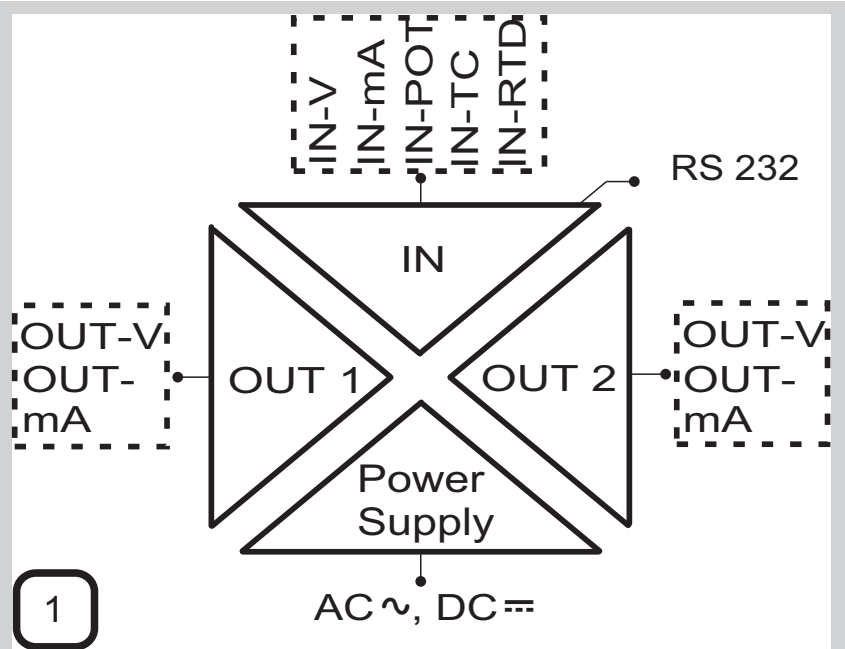 IN-V
IN-mA
IN-POT
IN-TC
IN-RTD
RS 232
IN
OUT-V
OUT-
mA
OUT 1
OUT 2
OUT-V
OUT-
mA
Power
Supply
AC ∿, DC ⎓
1